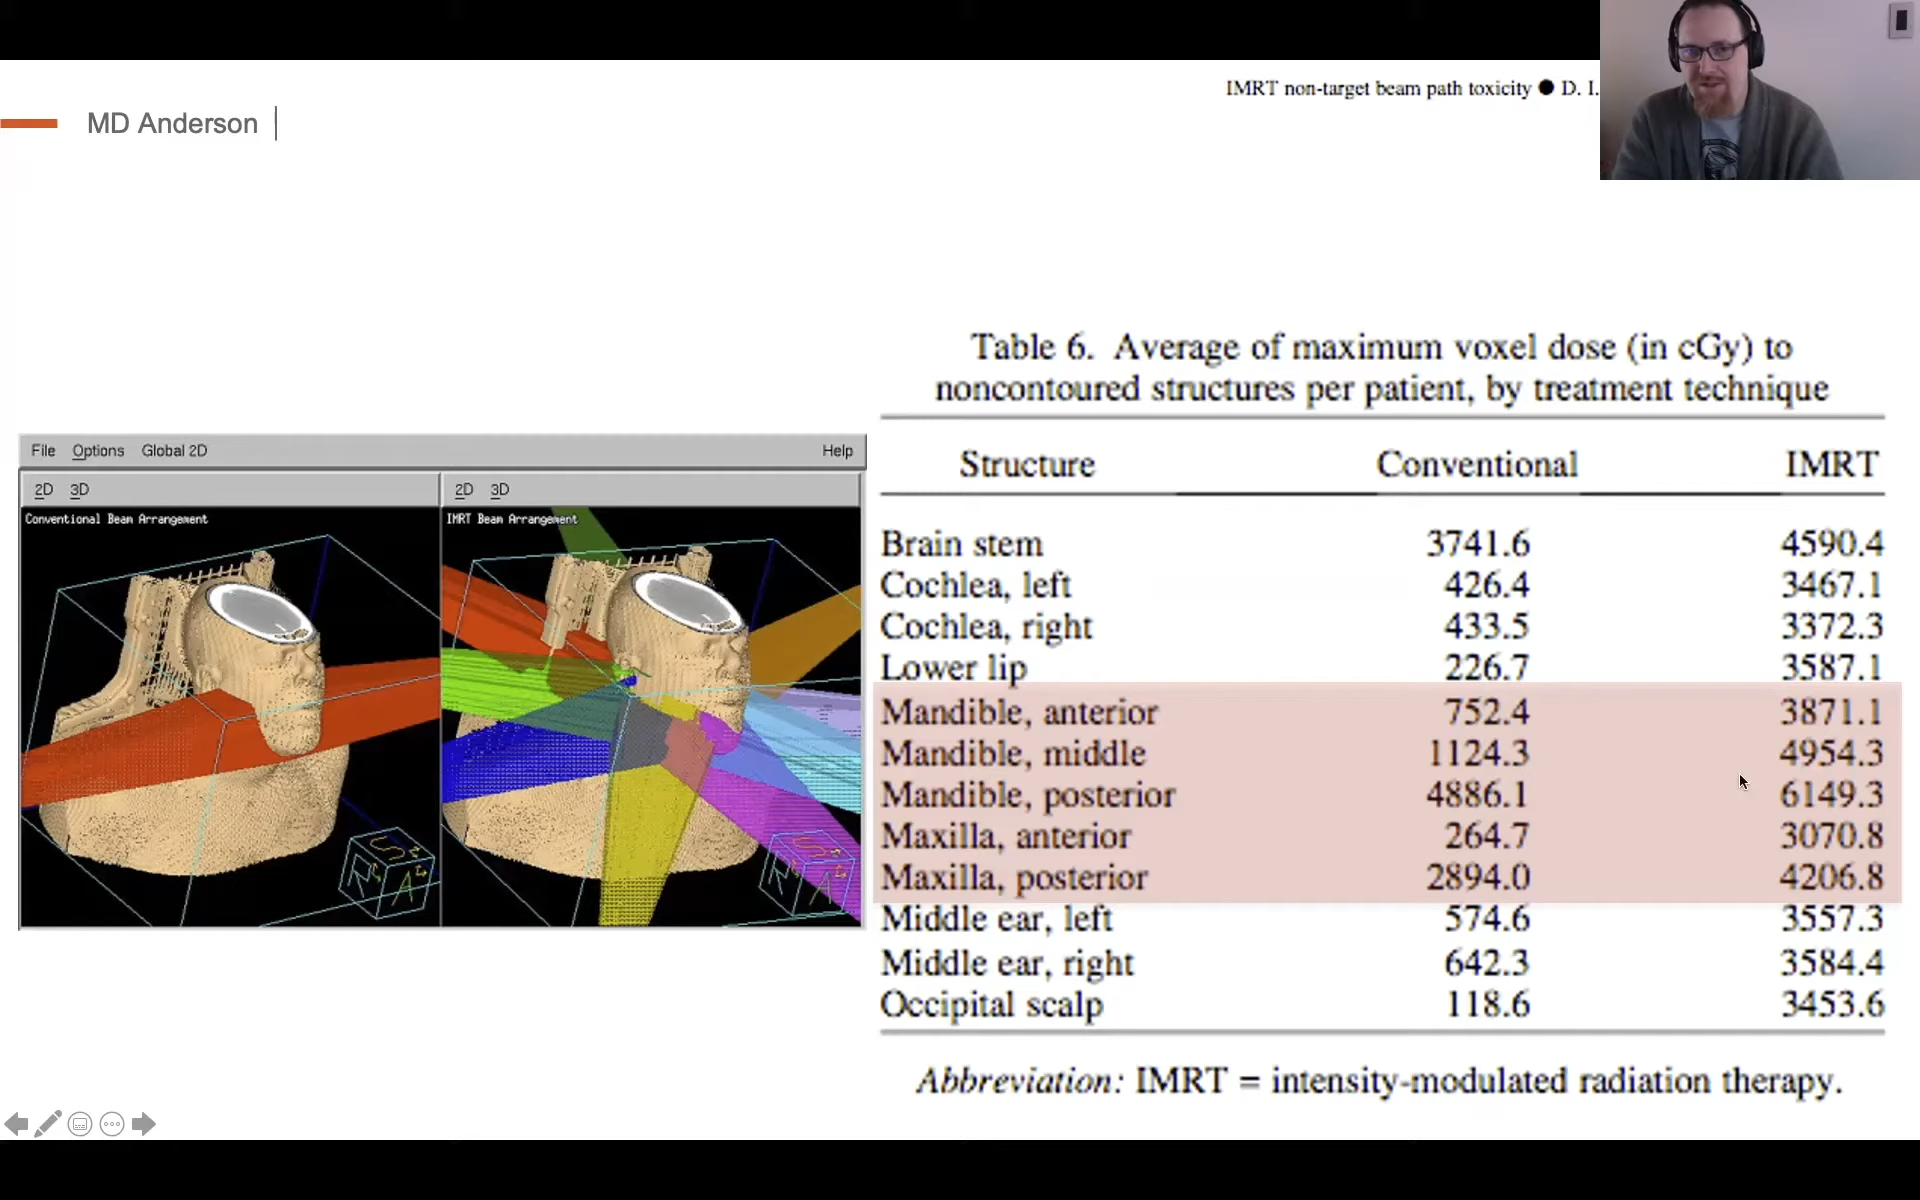 IMRT non-target beam path toxicity ● D. I.
MD Anderson |
Table 6. Average of maximum voxel dose (in cGy) to
noncontoured structures per patient, by treatment technique
Structure Conventional IMRT
Brain stem 3741.6 4590.4
Cochlea, left 426.4 3467.1
Cochlea, right 433.5 3372.3
Lower lip 226.7 3587.1
Mandible, anterior 752.4 3871.1
Mandible, middle 1124.3 4954.3
Mandible, posterior 4886.1 6149.3
Maxilla, anterior 264.7 3070.8
Maxilla, posterior 2894.0 4206.8
Middle ear, left 574.6 3557.3
Middle ear, right 642.3 3584.4
Occipital scalp 118.6 3453.6
Abbreviation: IMRT = intensity-modulated radiation therapy.
File Options Global 2D Help
2D 3D 2D 3D
Conventional Beam Arrangement IMRT Beam Arrangement
S
R A
R A